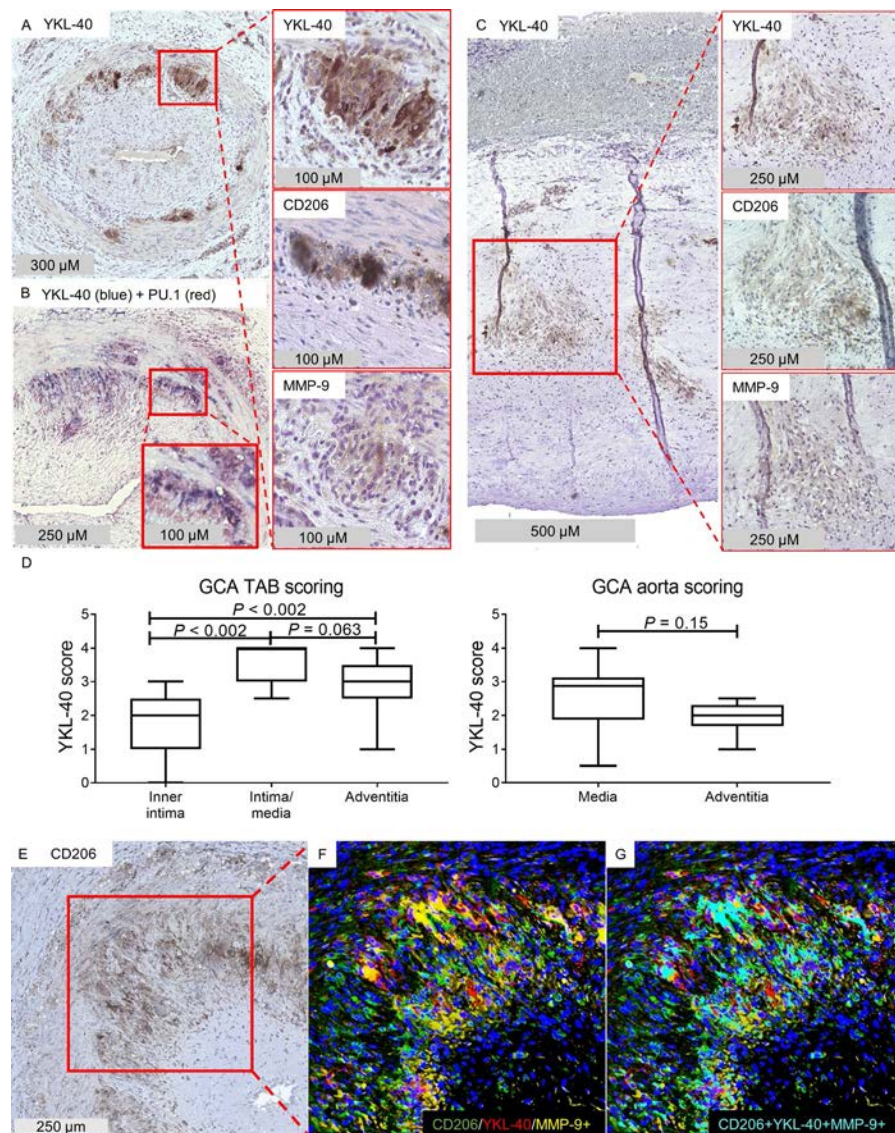 A YKL-40
300 µM
YKL-40
100 µM
CD206
100 µM
MMP-9
100 µM
B YKL-40 (blue) + PU.1 (red)
250 µM
100 µM
C YKL-40
500 µM
YKL-40
250 µM
CD206
250 µM
MMP-9
250 µM
D
GCA TAB scoring
P < 0.002
P < 0.002
P = 0.063
YKL-40 score
5
4
3
2
1
0
Inner
intima
Intima/
media
Adventitia
GCA aorta scoring
P = 0.15
YKL-40 score
5
4
3
2
1
0
Media
Adventitia
E CD206
250 µm
F
CD206/YKL-40/MMP-9+
G
CD206+YKL-40+MMP-9+